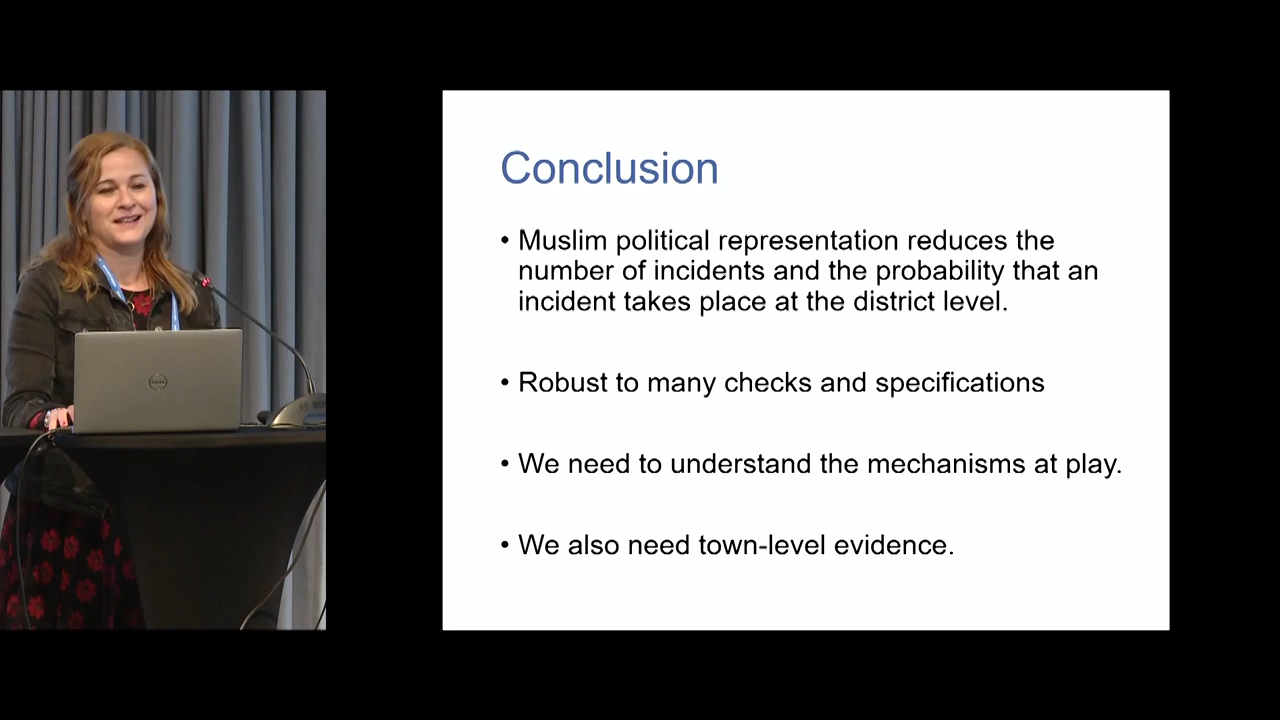 Conclusion
• Muslim political representation reduces the
number of incidents and the probability that an
incident takes place at the district level.
• Robust to many checks and specifications
• We need to understand the mechanisms at play.
• We also need town-level evidence.